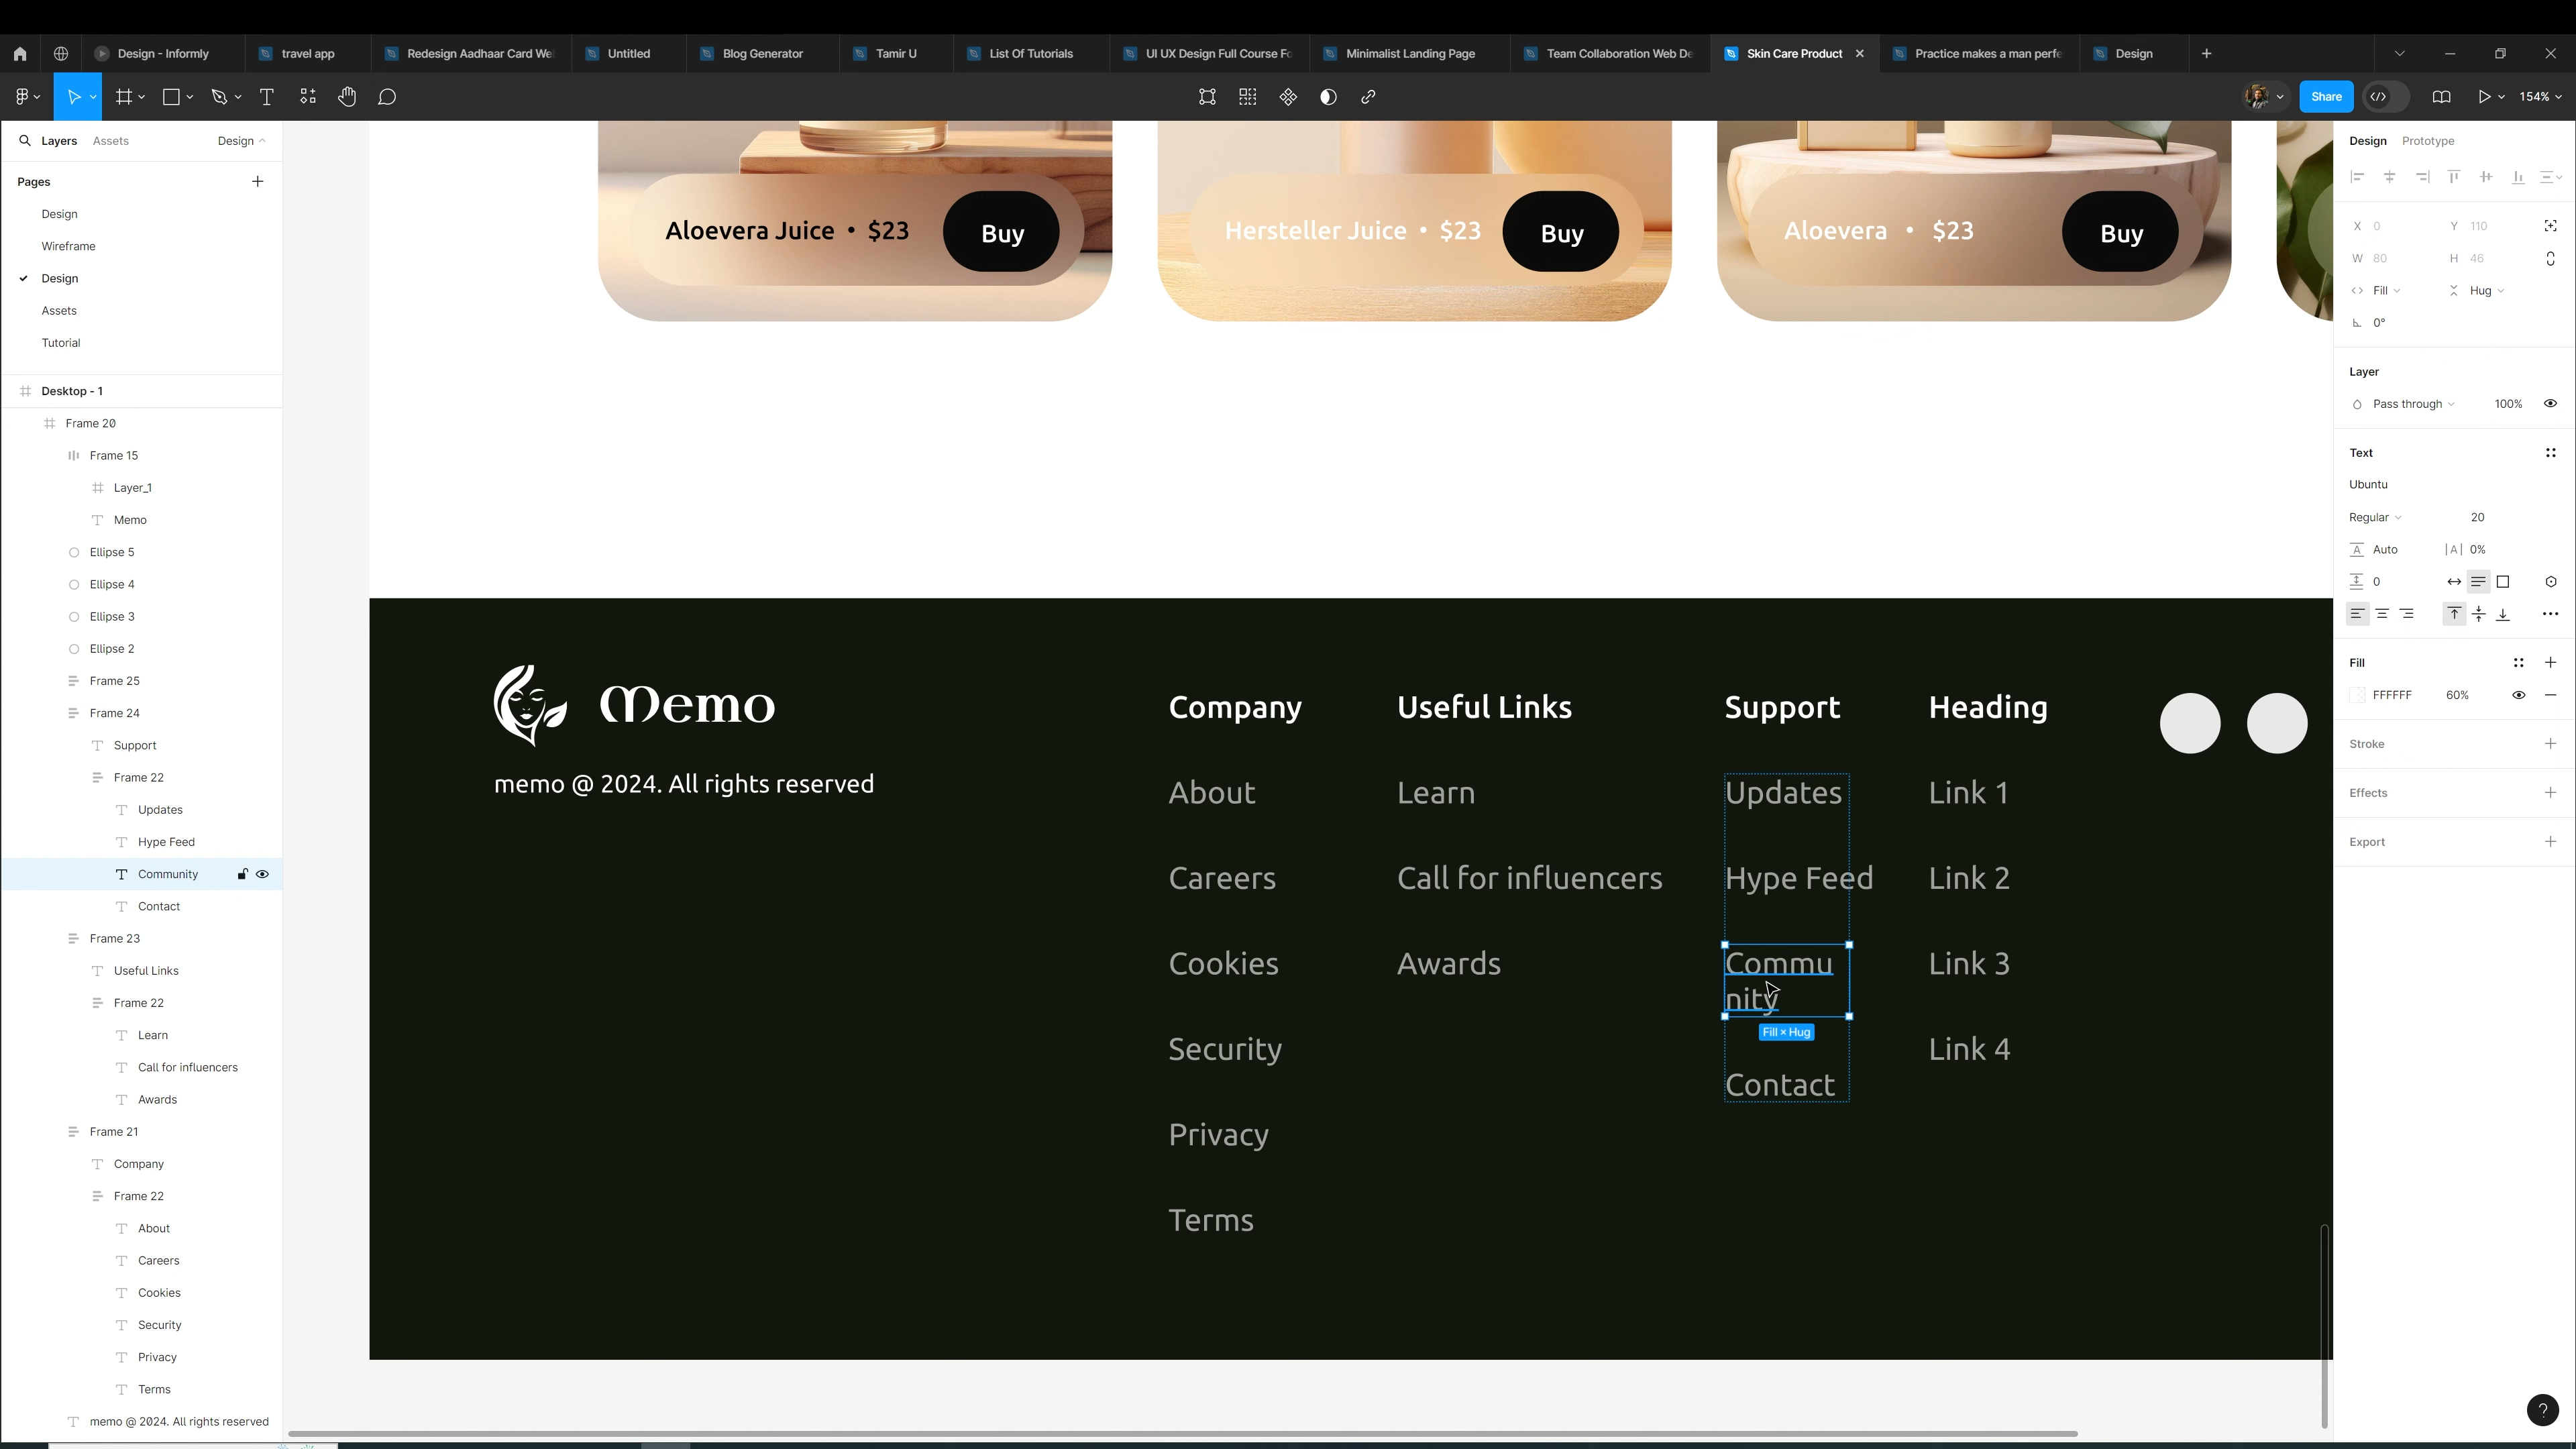 Design - Informly
travel app
Redesign Aadhaar Card We
Untitled
Blog Generator
Tamir U
List Of Tutorials
UI UX Design Full Course Fo
Minimalist Landing Page
Team Collaboration Web De
Skin Care Product
Practice makes a man perfe
Design
Share
154%
Layers
Assets
Design
Pages
Design
Wireframe
Design
Assets
Tutorial
Desktop - 1
Frame 20
Frame 15
Layer_1
Memo
Ellipse 5
Ellipse 4
Ellipse 3
Ellipse 2
Frame 25
Frame 24
Support
Frame 22
Updates
Hype Feed
Community
Contact
Frame 23
Useful Links
Frame 22
Learn
Call for influencers
Awards
Frame 21
Company
Frame 22
About
Careers
Cookies
Security
Privacy
Terms
memo @ 2024. All rights reserved
Aloevera Juice • $23
Buy
Hersteller Juice • $23
Buy
Aloevera • $23
Buy
Memo
memo @ 2024. All rights reserved
Company
About
Careers
Cookies
Security
Privacy
Terms
Useful Links
Learn
Call for influencers
Awards
Support
Updates
Hype Feed
Commu
nity
Fill × Hug
Contact
Heading
Link 1
Link 2
Link 3
Link 4
Design
Prototype
X 0
Y 110
W 80
H 46
Fill
Hug
0°
Layer
Pass through
100%
Text
Ubuntu
Regular
20
A Auto
|A| 0%
0
Fill
FFFFFF
60%
Stroke
Effects
Export
?